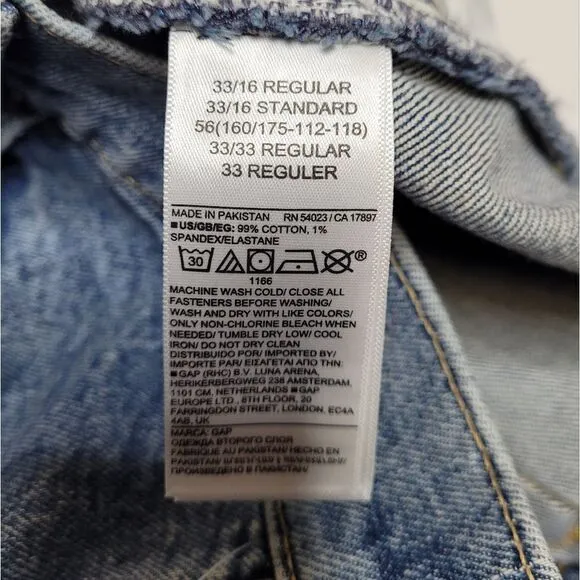 33/16 REGULAR
33/16 STANDARD
56(160/175-112-118)
33/33 REGULAR
33 REGULER
MADE IN PAKISTAN RN 54023 / CA 17897
■US/GB/EG: 99% COTTON, 1%
SPANDEX/ELASTANE
30 ®
1166
MACHINE WASH COLD/ CLOSE ALL
FASTENERS BEFORE WASHING/
WASH AND DRY WITH LIKE COLORS/
ONLY NON-CHLORINE BLEACH WHEN
NEEDED/ TUMBLE DRY LOW/ COOL
IRON/ DO NOT DRY CLEAN
DISTRIBUIDO POR/ IMPORTED BY/
IMPORTE PAR/ ΕΙΣΑΓΕΤΑΙ ΑΠΟ ΤΗΝ:
■ GAP (RHC) B.V. LUNA ARENA,
HERIKERBERGWEG 238 AMSTERDAM,
1101 CM, NETHERLANDS ■ GAP
EUROPE LTD., 6TH FLOOR, 20
FARRINGDON STREET, LONDON. EC4A
4AB, UK
MARCA: GAP
ОДЕЖДА ВТОРОГО СЛОЯ
FABRIQUE AU PAKISTAN/ HECHO EN
PAKISTAN/
ПРОИЗВЕДЕНО В ПАКИСТАН/